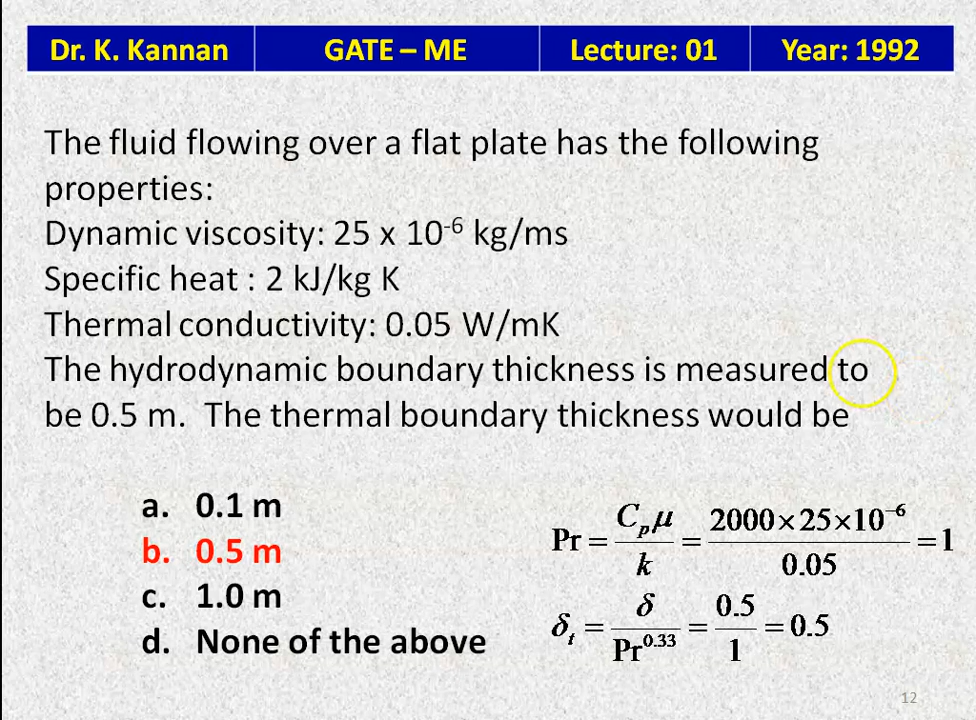 Dr. K. Kannan GATE – ME Lecture: 01 Year: 1992
The fluid flowing over a flat plate has the following
properties:
Dynamic viscosity: 25 x 10⁻⁶ kg/ms
Specific heat : 2 kJ/kg K
Thermal conductivity: 0.05 W/mK
The hydrodynamic boundary thickness is measured to
be 0.5 m. The thermal boundary thickness would be
a. 0.1 m
b. 0.5 m
c. 1.0 m
d. None of the above
Pr = Cₚμ / k = 2000×25×10⁻⁶ / 0.05 = 1
δₜ = δ / Pr⁰·³³ = 0.5 / 1 = 0.5
12